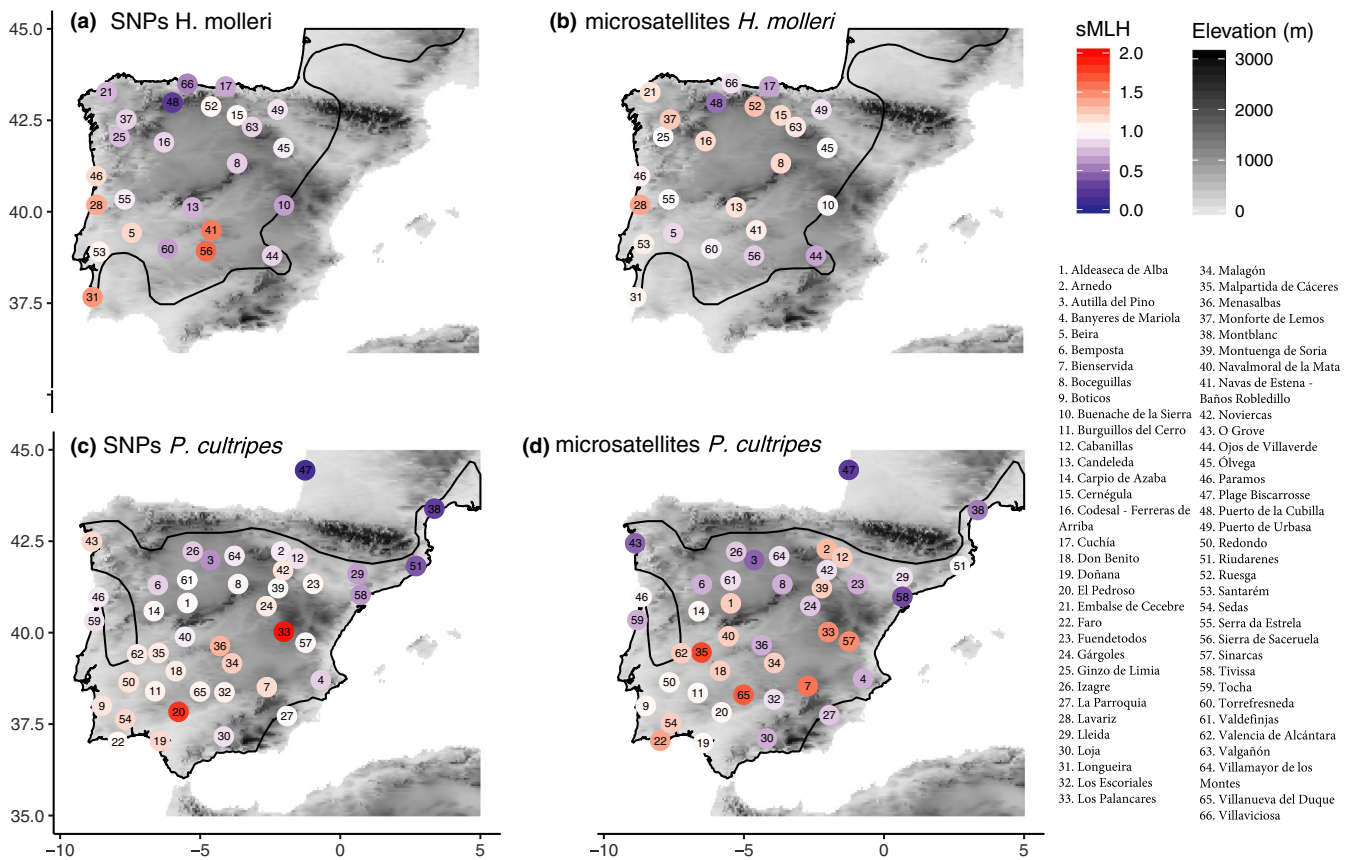 (a) SNPs H. molleri
(b) microsatellites H. molleri
45.0
42.5
40.0
37.5
21
66
17
48
52
15
49
37
63
25
16
45
8
46
55
28
13
10
5
41
60
56
53
44
31
66
21
17
48
52
49
37
15
63
25
16
45
8
46
55
28
13
10
5
41
53
60
56
44
31
sMLH
2.0
1.5
1.0
0.5
0.0
Elevation (m)
3000
2000
1000
0
(c) SNPs P. cultripes
(d) microsatellites P. cultripes
45.0
42.5
40.0
37.5
35.0
47
38
43
26
3
64
2
12
42
51
29
6
61
8
39
23
58
46
14
1
24
59
40
33
57
62
35
36
34
18
50
11
65
32
7
4
9
54
20
27
22
19
30
47
38
43
26
3
64
2
12
42
51
29
6
61
8
39
23
58
46
14
1
24
59
40
33
57
62
35
36
34
18
50
11
65
32
7
4
9
54
20
27
22
19
30
−10
−5
0
5
−10
−5
0
5
1. Aldeaseca de Alba
2. Arnedo
3. Autilla del Pino
4. Banyeres de Mariola
5. Beira
6. Bemposta
7. Bienservida
8. Boceguillas
9. Boticos
10. Buenache de la Sierra
11. Burguillos del Cerro
12. Cabanillas
13. Candeleda
14. Carpio de Azaba
15. Cernégula
16. Codesal - Ferreras de
Arriba
17. Cuchía
18. Don Benito
19. Doñana
20. El Pedroso
21. Embalse de Cecebre
22. Faro
23. Fuendetodos
24. Gárgoles
25. Ginzo de Limia
26. Izagre
27. La Parroquia
28. Lavariz
29. Lleida
30. Loja
31. Longueira
32. Los Escoriales
33. Los Palancares
34. Malagón
35. Malpartida de Cáceres
36. Menasalbas
37. Monforte de Lemos
38. Montblanc
39. Montuenga de Soria
40. Navalmoral de la Mata
41. Navas de Estena -
Baños Robledillo
42. Noviercas
43. O Grove
44. Ojos de Villaverde
45. Ólvega
46. Paramos
47. Plage Biscarrosse
48. Puerto de la Cubilla
49. Puerto de Urbasa
50. Redondo
51. Riudarenes
52. Ruesga
53. Santarém
54. Sedas
55. Serra da Estrela
56. Sierra de Saceruela
57. Sinarcas
58. Tivissa
59. Tocha
60. Torrefresneda
61. Valdefinjas
62. Valencia de Alcántara
63. Valgañón
64. Villamayor de los
Montes
65. Villanueva del Duque
66. Villaviciosa